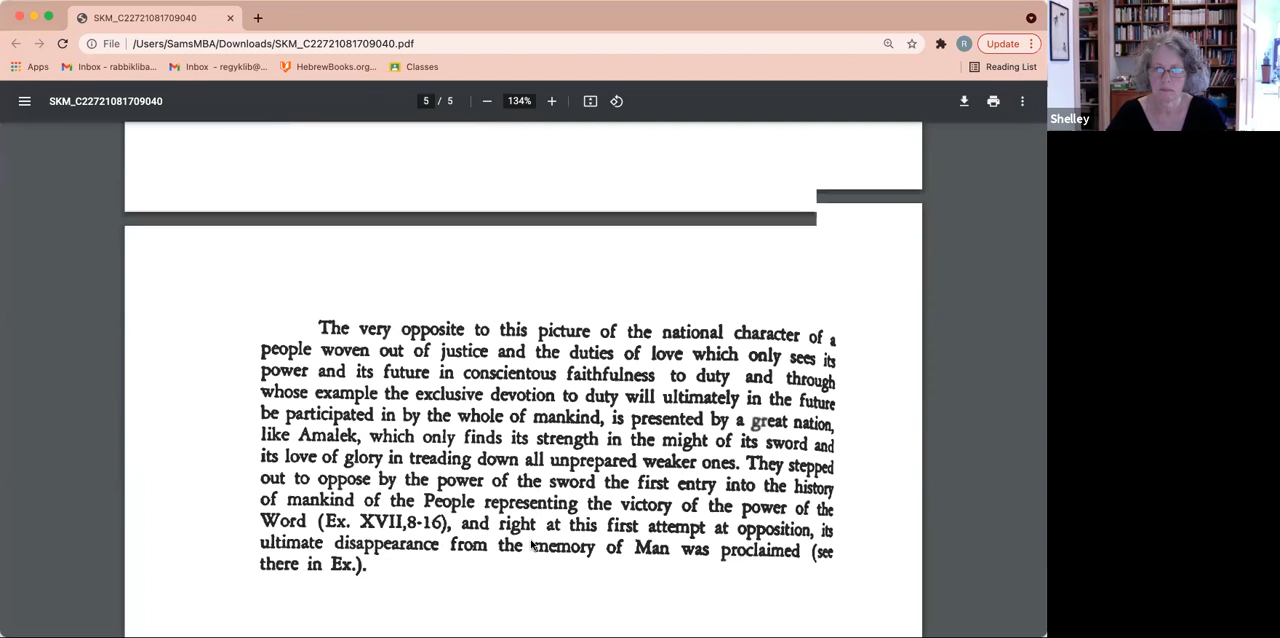 SKM_C22721081709040
File /Users/SamsMBA/Downloads/SKM_C22721081709040.pdf
R
Update
Apps
Inbox - rabbikliba...
Inbox - regyklib@...
HebrewBooks.org...
Classes
Reading List
SKM_C22721081709040
5 / 5
134%
Shelley
The very opposite to this picture of the national character of a
people woven out of justice and the duties of love which only sees its
power and its future in conscientous faithfulness to duty and through
whose example the exclusive devotion to duty will ultimately in the future
be participated in by the whole of mankind, is presented by a great nation,
like Amalek, which only finds its strength in the might of its sword and
its love of glory in treading down all unprepared weaker ones. They stepped
out to oppose by the power of the sword the first entry into the history
of mankind of the People representing the victory of the power of the
Word (Ex. XVII,8-16), and right at this first attempt at opposition, its
ultimate disappearance from the memory of Man was proclaimed (see
there in Ex.).